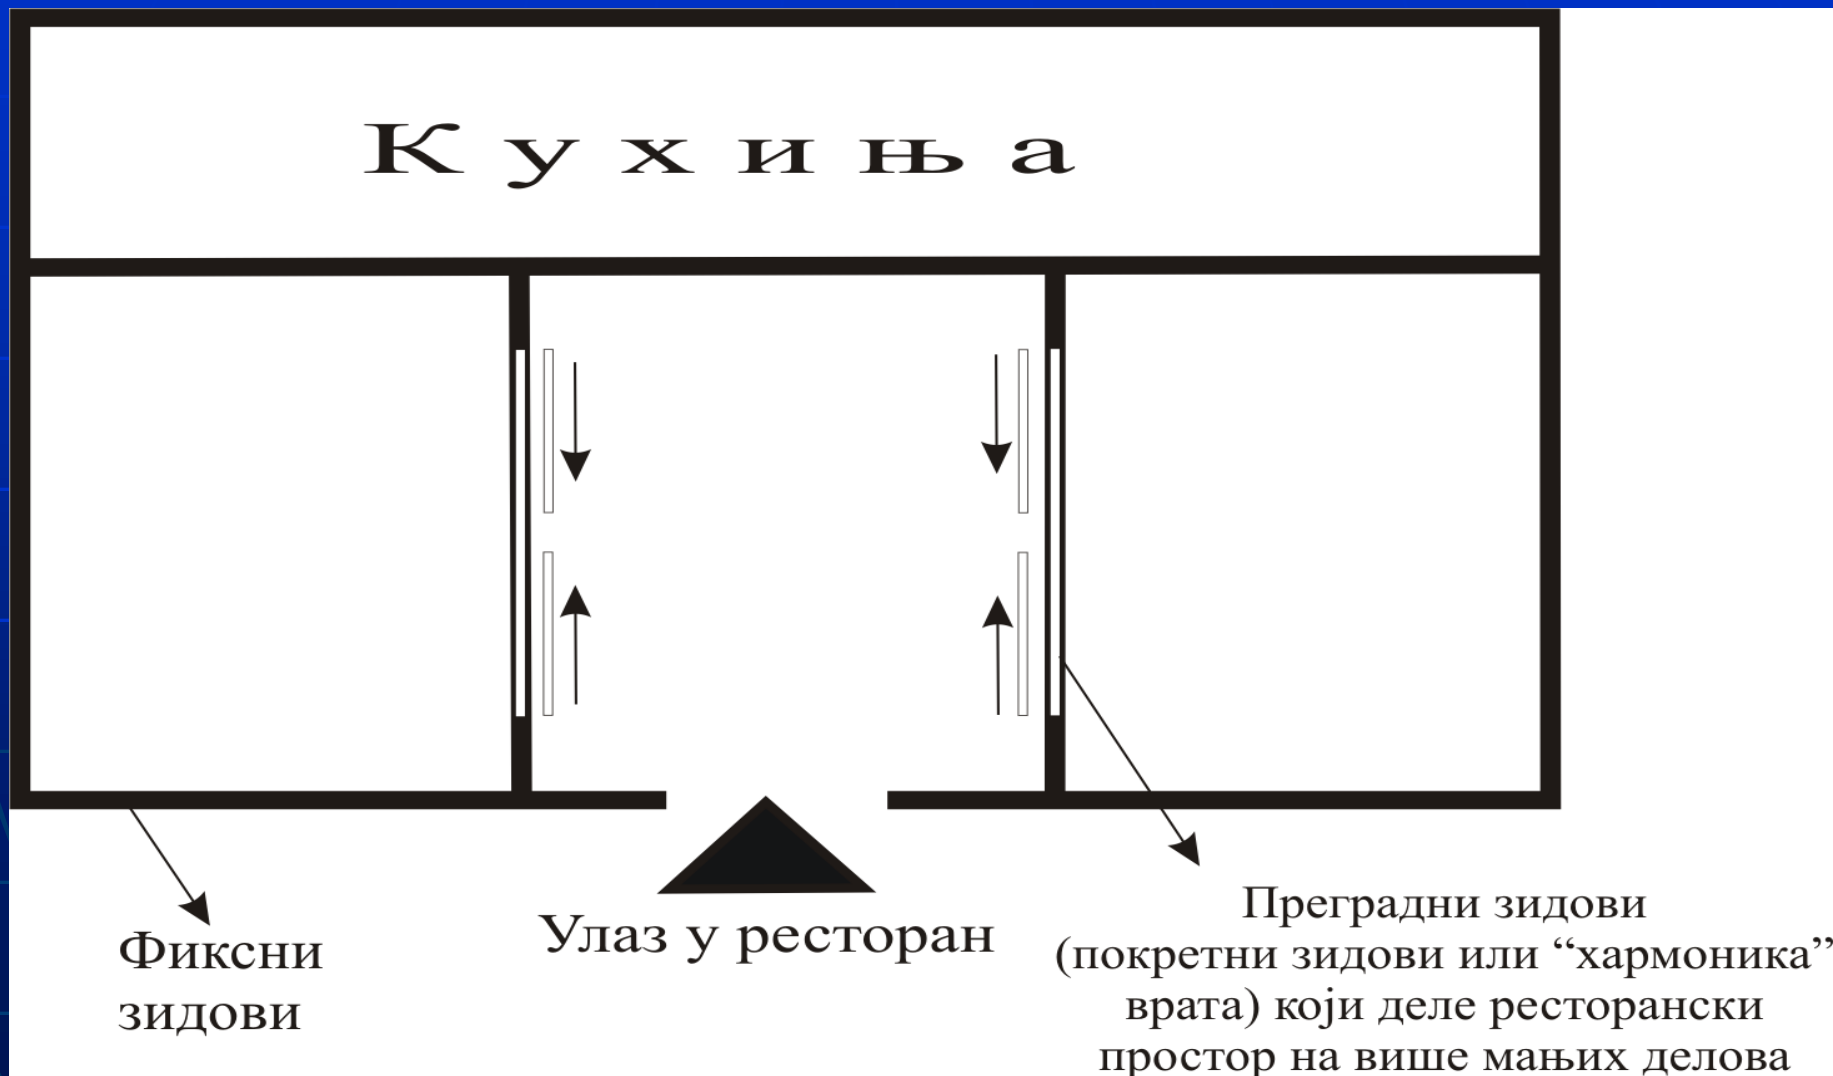 Кухиња
Улаз у ресторан
Фиксни
зидови
Преградни зидови
(покретни зидови или “хармоника”
врата) који деле ресторански
простор на више мањих делова